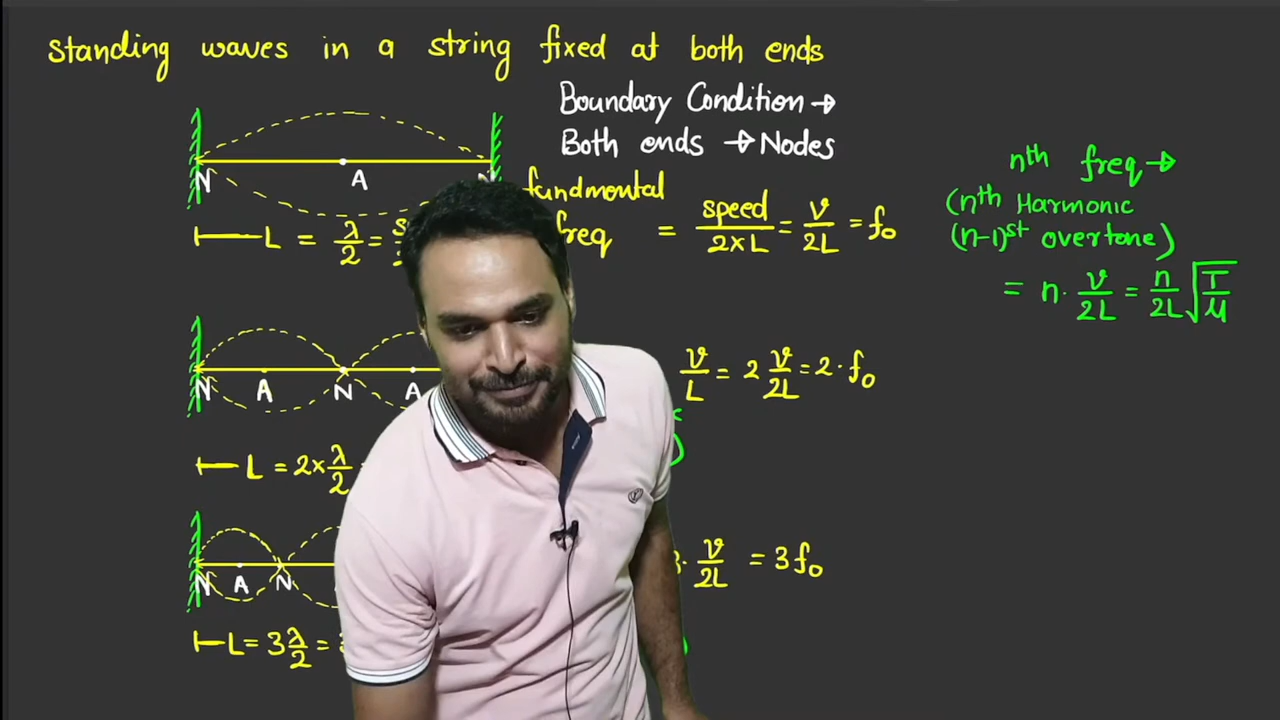 standing waves in a string fixed at both ends
Boundary Condition →
Both ends → Nodes
N A
fundmental
freq = speed/2×L = v/2L = f₀
L = λ/2 =
nth freq →
(nth Harmonic
(n-1)st overtone)
= n · v/2L = n/2L √T/μ
N A N A
v/L = 2 v/2L = 2·f₀
L = 2×λ/2
N A N
· v/2L = 3f₀
L = 3λ/2 =